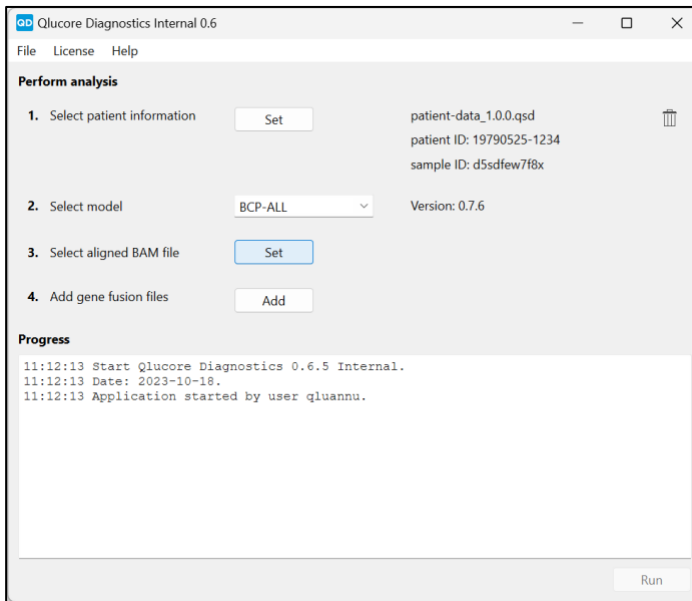 QD Qlucore Diagnostics Internal 0.6
File License Help
Perform analysis
1. Select patient information Set patient-data_1.0.0.qsd
patient ID: 19790525-1234
sample ID: d5sdfew7f8x
2. Select model BCP-ALL Version: 0.7.6
3. Select aligned BAM file Set
4. Add gene fusion files Add
Progress
11:12:13 Start Qlucore Diagnostics 0.6.5 Internal.
11:12:13 Date: 2023-10-18.
11:12:13 Application started by user qluannu.
Run